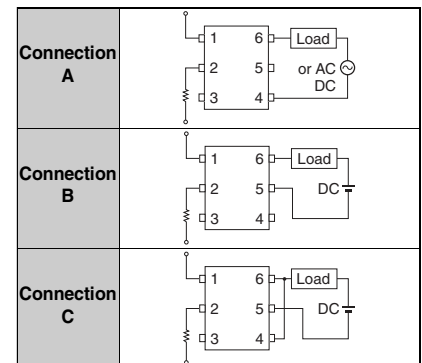 Connection
A
1 6 Load
2 5 or AC
DC
3 4
Connection
B
1 6 Load
2 5 DC
3 4
Connection
C
1 6 Load
2 5 DC
3 4